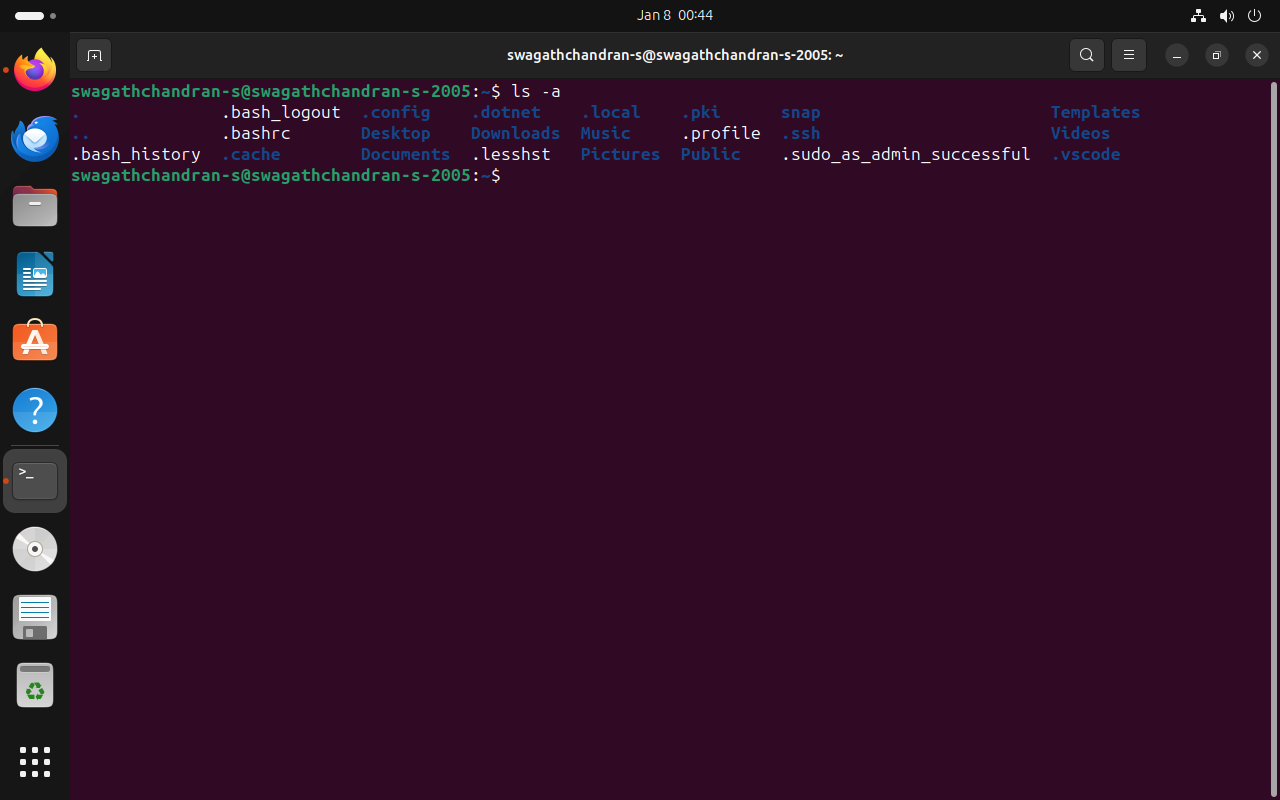 Jan 8 00:44
swagathchandran-s@swagathchandran-s-2005: ~
swagathchandran-s@swagathchandran-s-2005:~$ ls -a
. .bash_logout .config .dotnet .local .pki snap Templates
.. .bashrc Desktop Downloads Music .profile .ssh Videos
.bash_history .cache Documents .lesshst Pictures Public .sudo_as_admin_successful .vscode
swagathchandran-s@swagathchandran-s-2005:~$